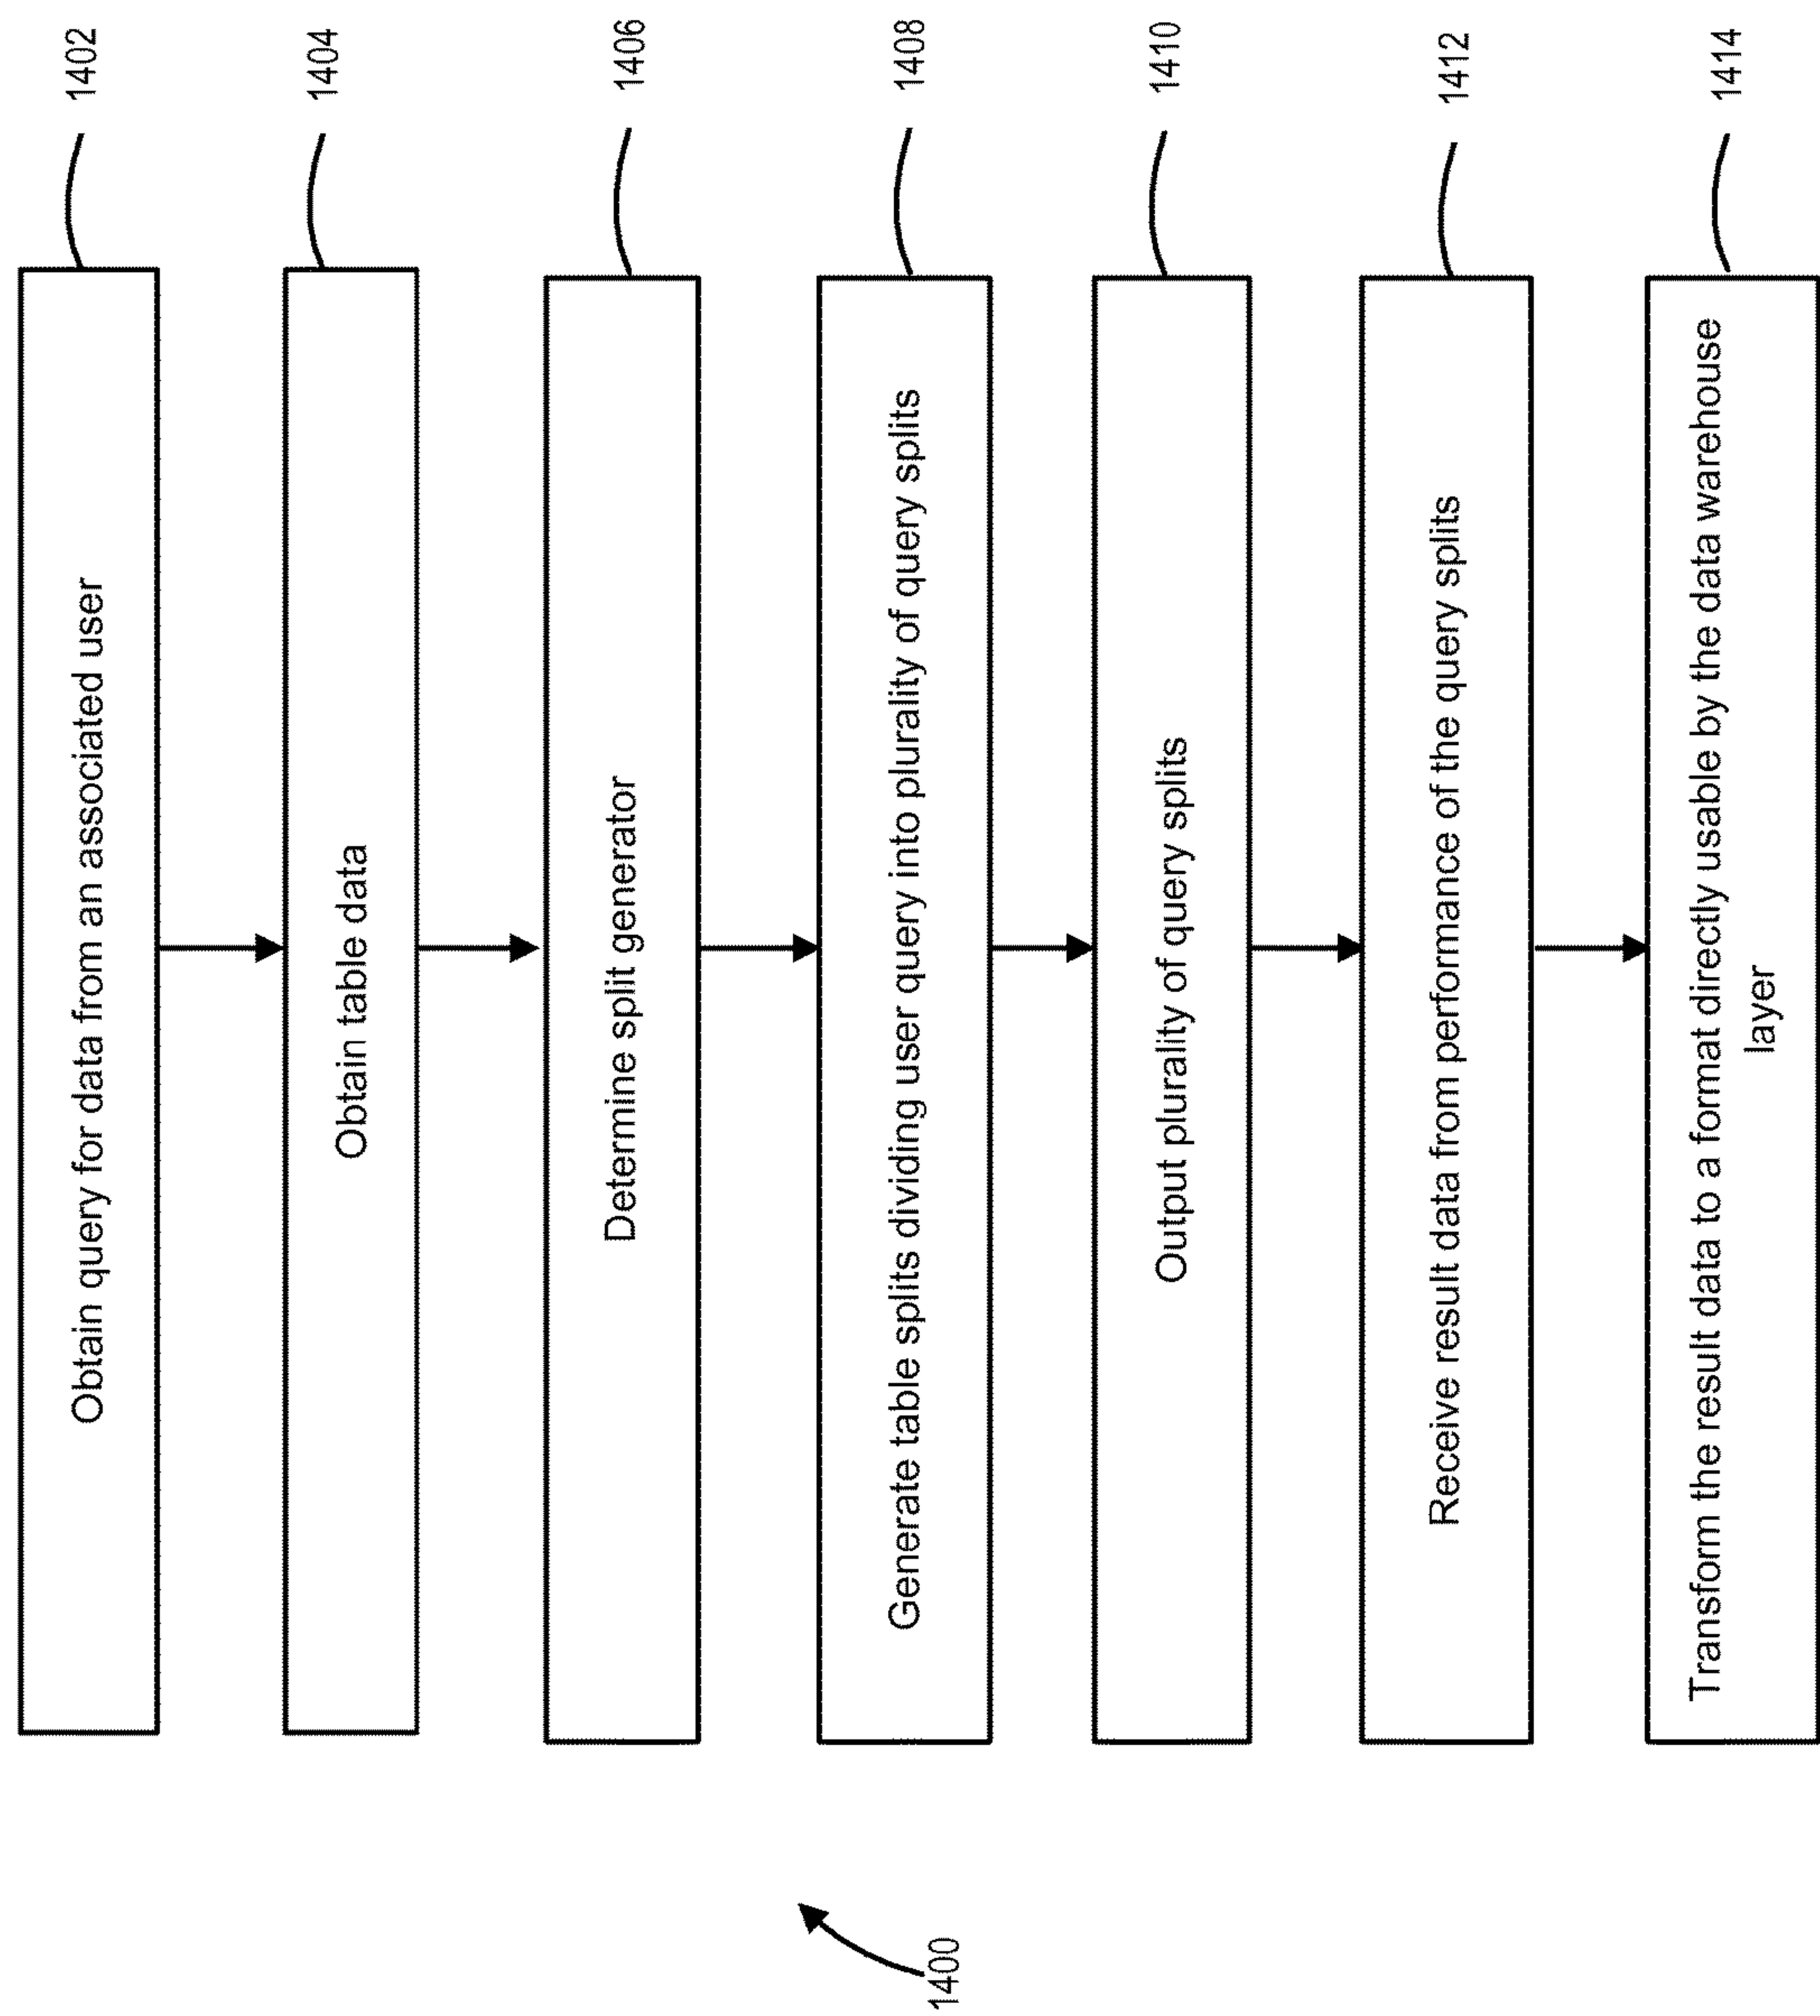 1400
Obtain query for data from an associated user
1402
Obtain table data
1404
Determine split generator
1406
Generate table splits dividing user query into plurality of query splits
1408
Output plurality of query splits
1410
Receive result data from performance of the query splits
1412
Transform the result data to a format directly usable by the data warehouse
layer
1414